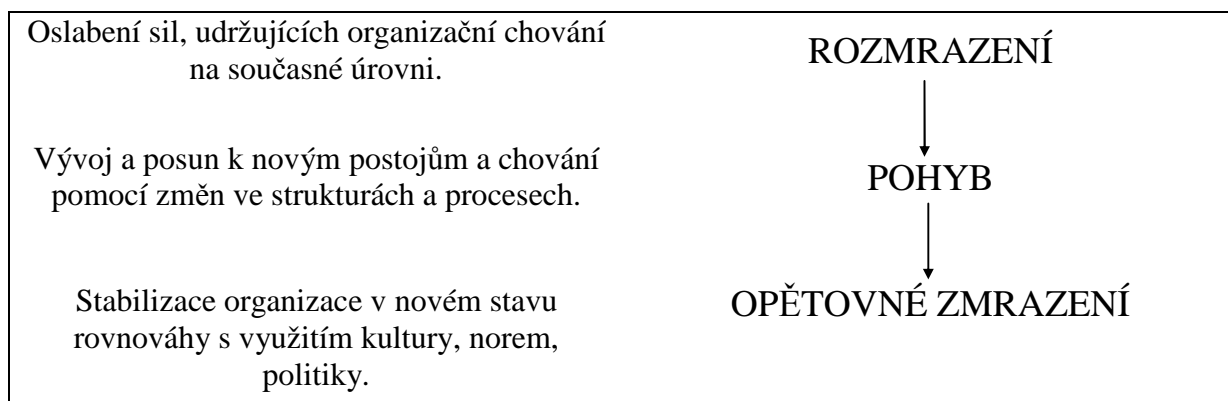 Oslabení sil, udržujících organizační chování
na současné úrovni.
ROZMRAZENÍ
Vývoj a posun k novým postojům a chování
pomocí změn ve strukturách a procesech.
POHYB
Stabilizace organizace v novém stavu
rovnováhy s využitím kultury, norem,
politiky.
OPĚTOVNÉ ZMRAZENÍ